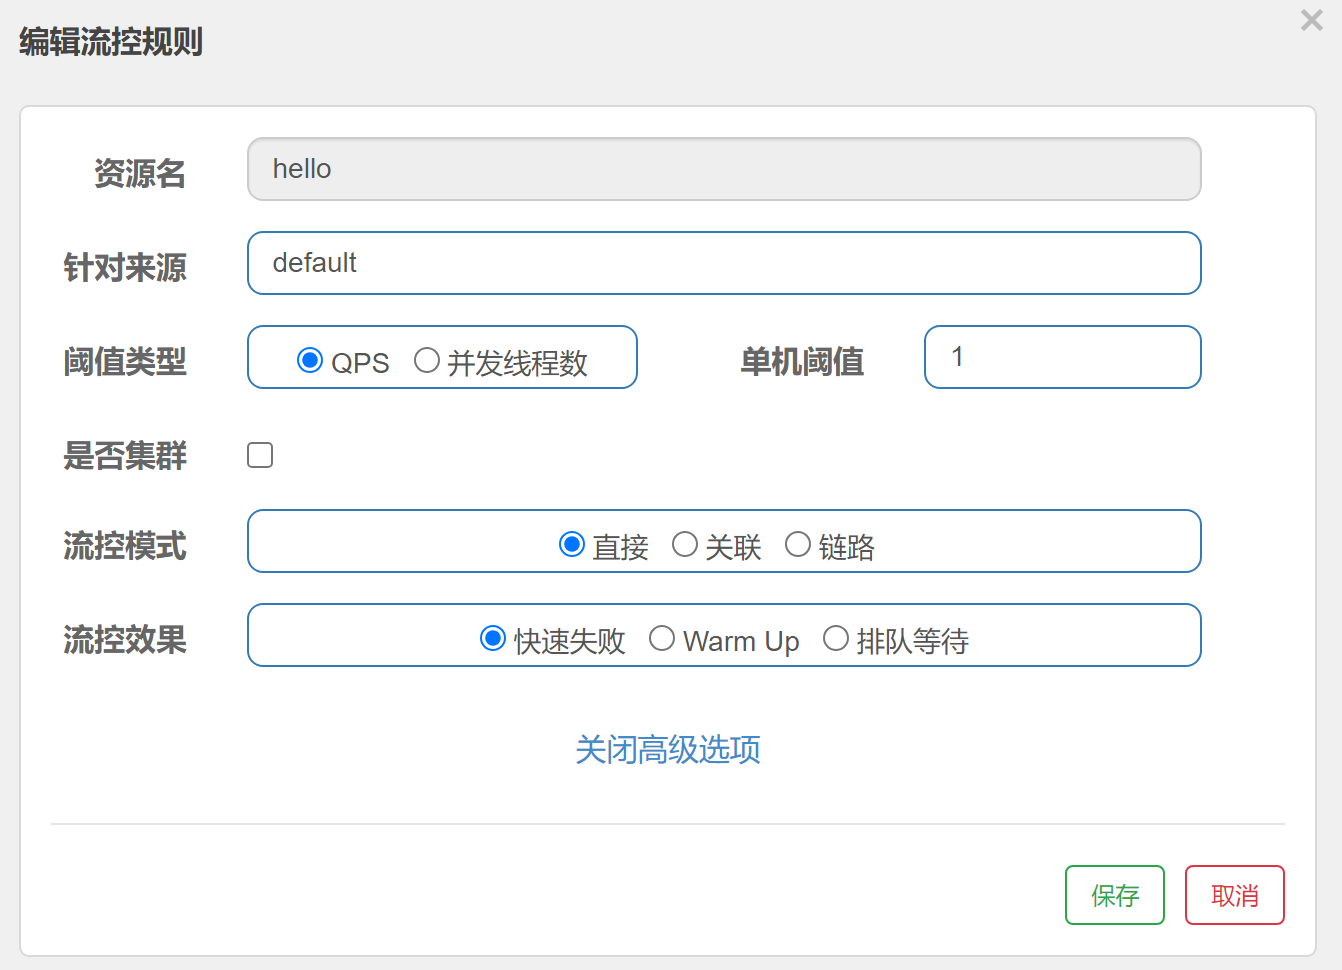 编辑流控规则
资源名 hello
针对来源 default
阈值类型 QPS 并发线程数 单机阈值 1
是否集群
流控模式 直接 关联 链路
流控效果 快速失败 Warm Up 排队等待
关闭高级选项
保存 取消